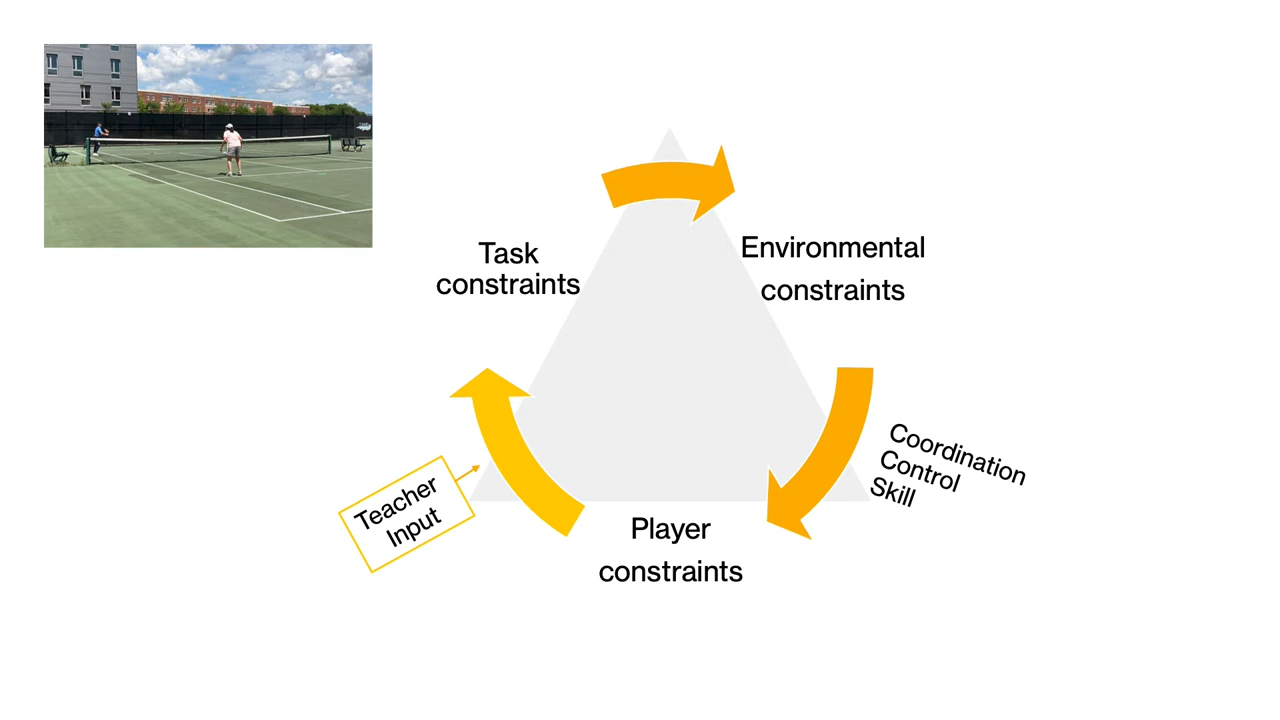 Task
constraints
Environmental
constraints
Coordination
Control
Skill
Teacher
Input
Player
constraints